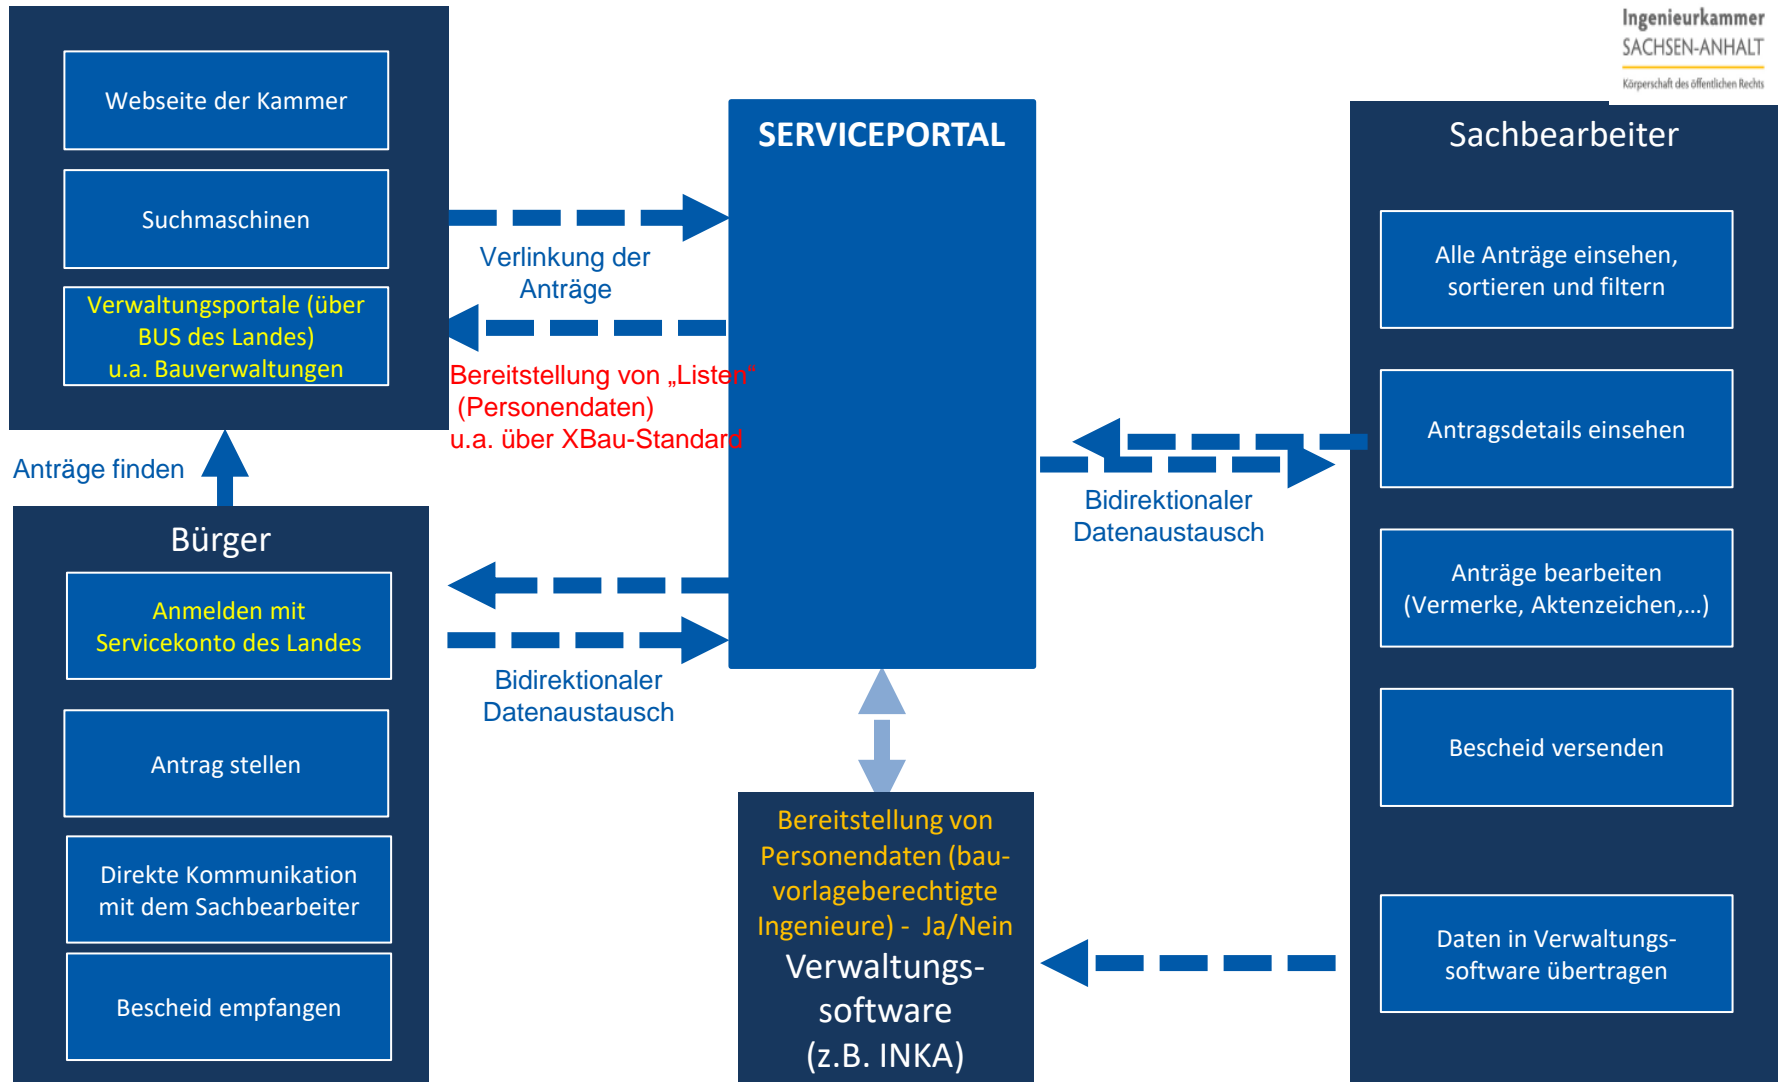 Ingenieurkammer
SACHSEN-ANHALT
Körperschaft des öffentlichen Rechts
Webseite der Kammer
Suchmaschinen
Verwaltungsportale (über
BUS des Landes)
u.a. Bauverwaltungen
Verlinkung der
Anträge
Bereitstellung von „Listen“
(Personendaten)
u.a. über XBau-Standard
Anträge finden
Bürger
Anmelden mit
Servicekonto des Landes
Antrag stellen
Direkte Kommunikation
mit dem Sachbearbeiter
Bescheid empfangen
Bidirektionaler
Datenaustausch
SERVICEPORTAL
Bereitstellung von
Personendaten (bau-
vorlageberechtigte
Ingenieure) - Ja/Nein
Verwaltungs-
software
(z.B. INKA)
Bidirektionaler
Datenaustausch
Sachbearbeiter
Alle Anträge einsehen,
sortieren und filtern
Antragsdetails einsehen
Anträge bearbeiten
(Vermerke, Aktenzeichen,...)
Bescheid versenden
Daten in Verwaltungs-
software übertragen